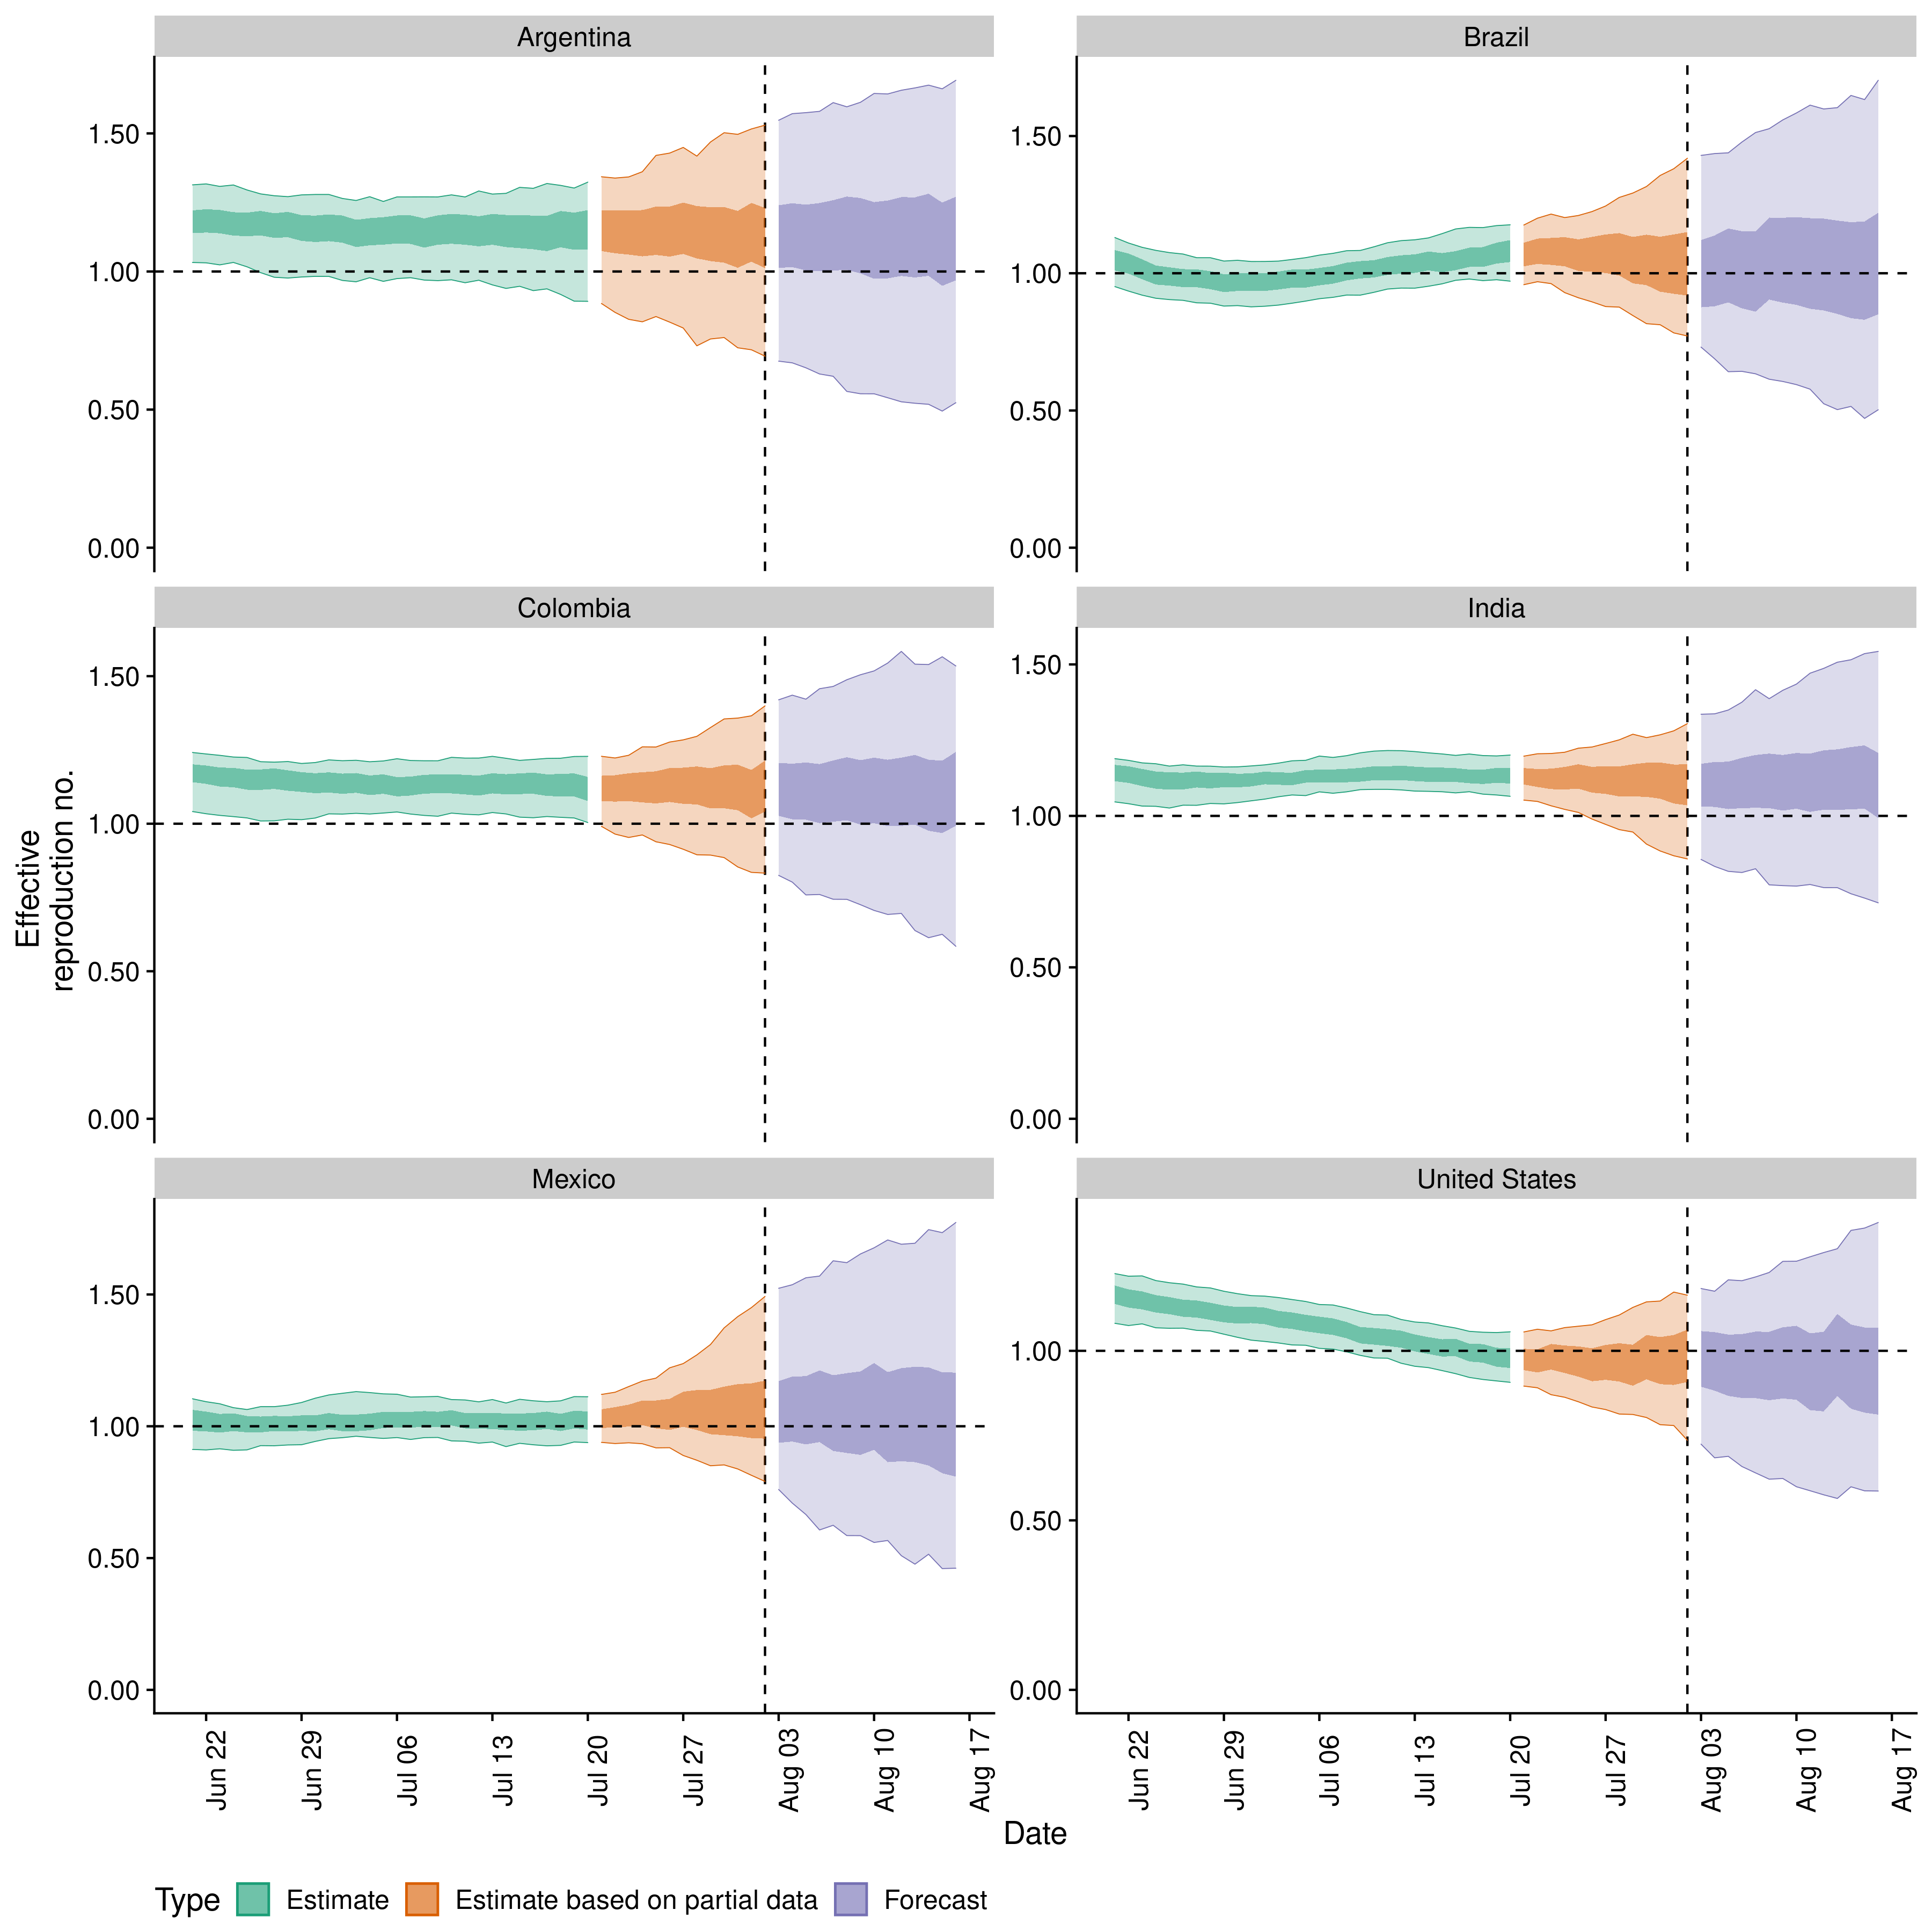 Argentina
Brazil
1.50
1.00
0.50
0.00
1.50
1.00
0.50
0.00
Colombia
India
1.50
1.00
0.50
0.00
1.50
1.00
0.50
0.00
Effective
reproduction no.
Mexico
United States
1.50
1.00
0.50
0.00
1.00
0.50
0.00
Jun 22
Jun 29
Jul 06
Jul 13
Jul 20
Jul 27
Aug 03
Aug 10
Aug 17
Jun 22
Jun 29
Jul 06
Jul 13
Jul 20
Jul 27
Aug 03
Aug 10
Aug 17
Date
Type Estimate Estimate based on partial data Forecast